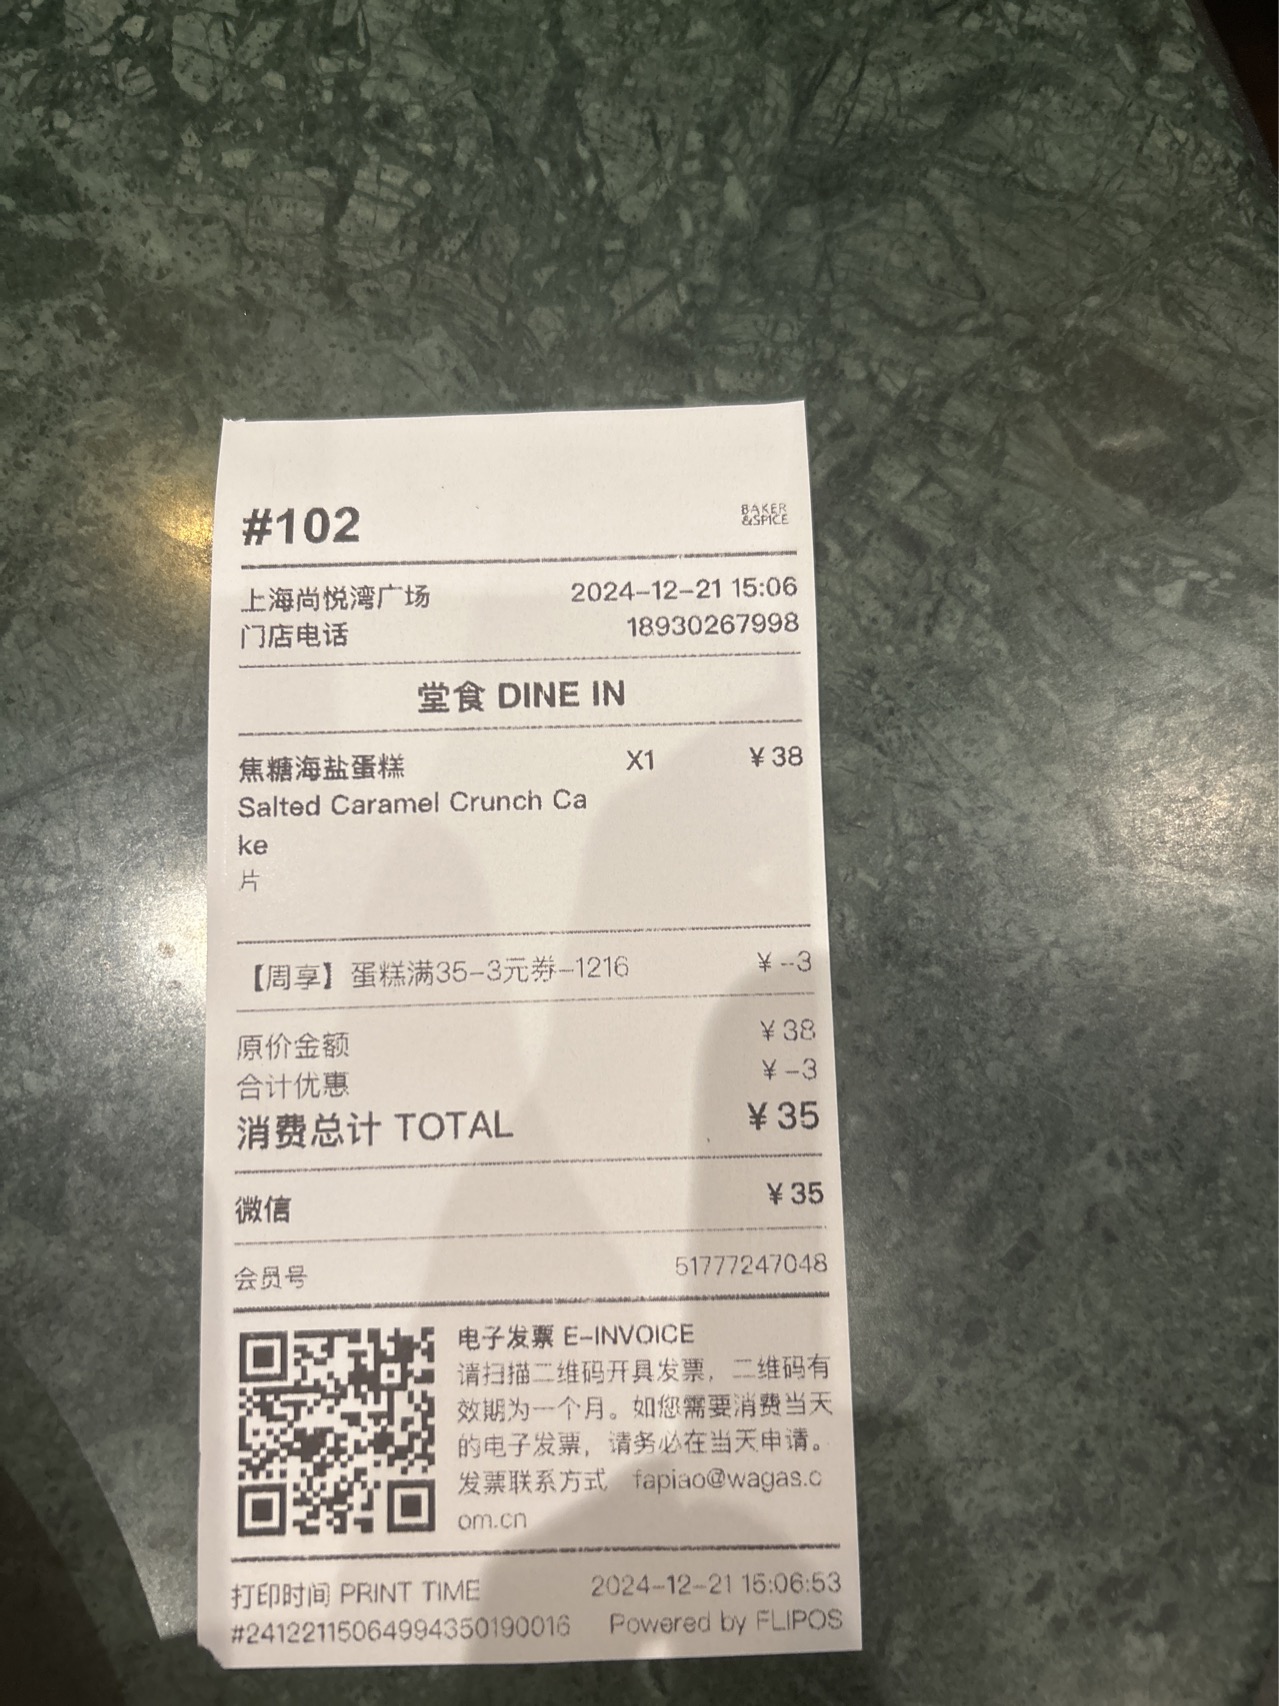 #102
BAKER
&SPICE
上海尚悦湾广场 2024-12-21 15:06
门店电话 18930267998
堂食 DINE IN
焦糖海盐蛋糕 X1 ¥38
Salted Caramel Crunch Ca
ke
片
【周享】蛋糕满35-3元券-1216 ¥--3
原价金额 ¥38
合计优惠 ¥-3
消费总计 TOTAL ¥35
微信 ¥35
会员号 51777247048
电子发票 E-INVOICE
请扫描二维码开具发票，二维码有
效期为一个月。如您需要消费当天
的电子发票，请务必在当天申请。
发票联系方式 fapiao@wagas.c
om.cn
打印时间 PRINT TIME 2024-12-21 15:06:53
#24122115064994350190016 Powered by FLIPOS